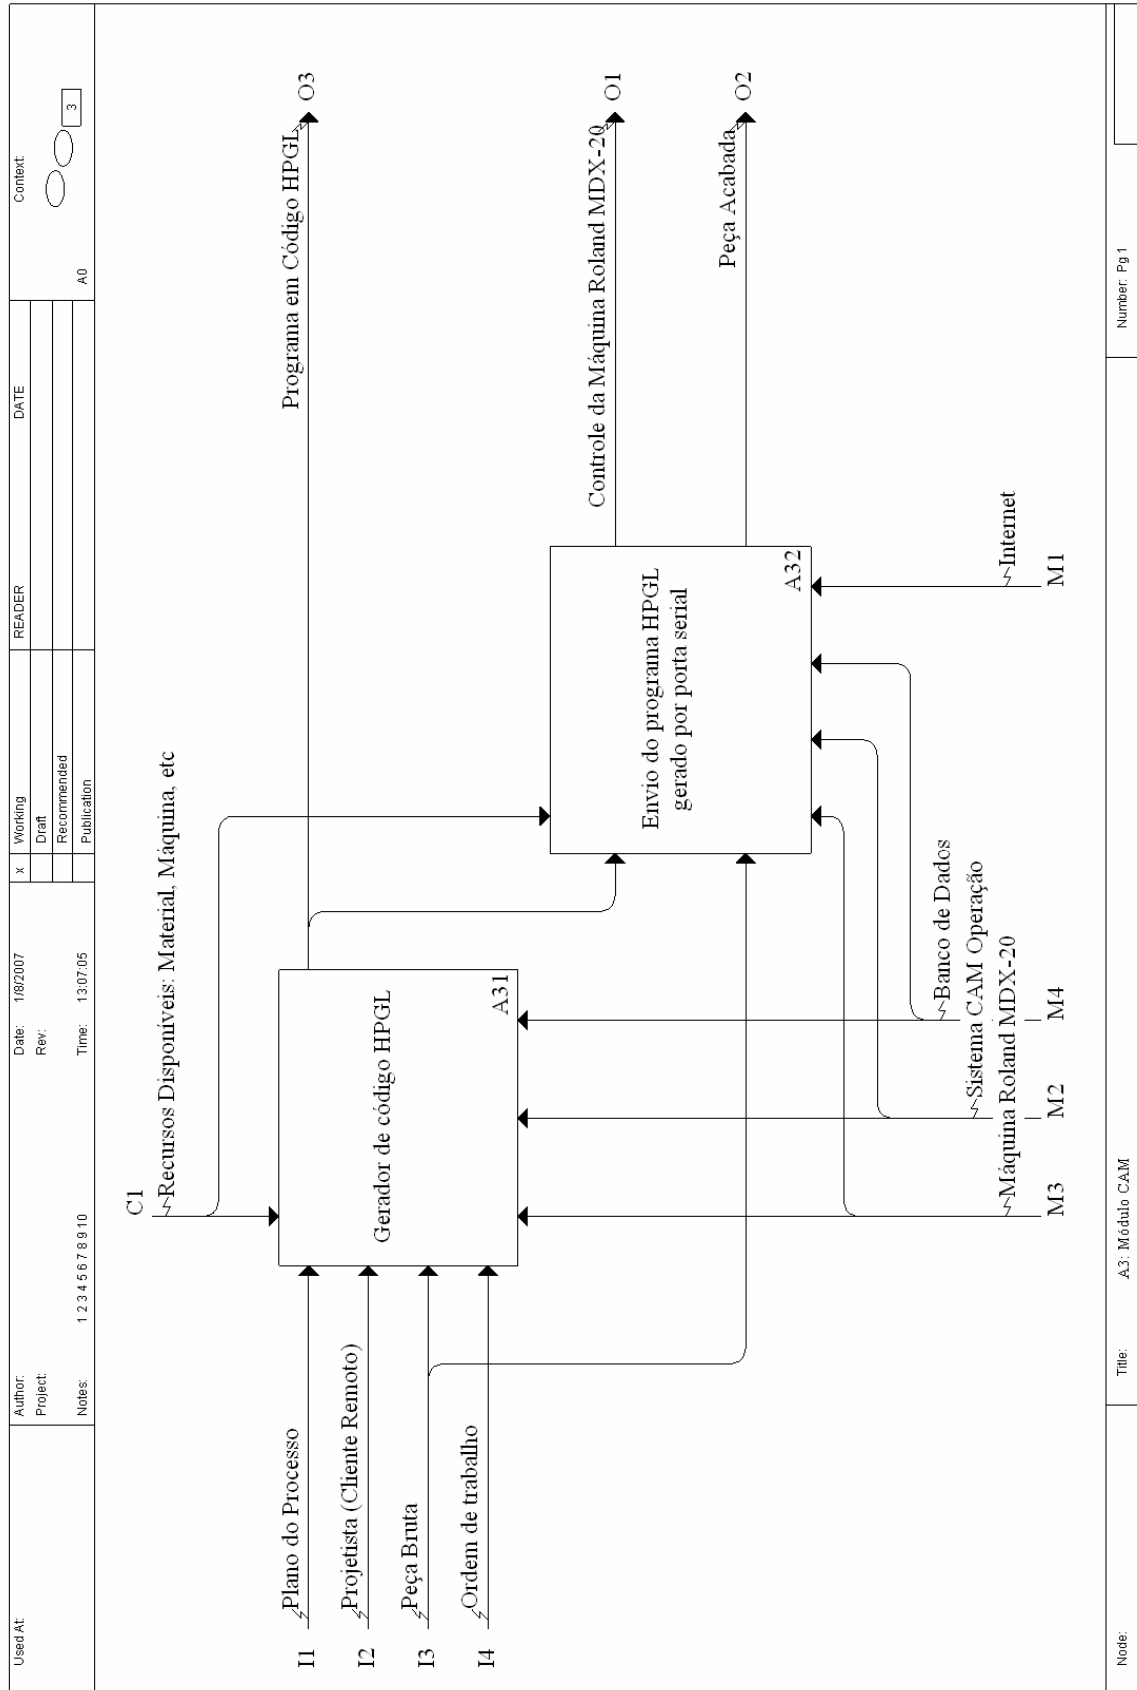 Used At:
Author:
Project:
Notes: 1 2 3 4 5 6 7 8 9 10
Date: 1/8/2007
Rev:
Time: 13:07:05
x Working
Draft
Recommended
Publication
READER
DATE
Context:
3
A0
C1
Recursos Disponíveis: Material, Máquina, etc
I1
Plano do Processo
I2
Projetista (Cliente Remoto)
I3
Peça Bruta
I4
Ordem de trabalho
Gerador de código HPGL
A31
Programa em Código HPGL
O3
Envio do programa HPGL
gerado por porta serial
A32
Controle da Máquina Roland MDX-20
O1
Peça Acabada
O2
Banco de Dados
Sistema CAM Operação
Máquina Roland MDX-20
Internet
M3
M2
M4
M1
Node:
Title: A3: Módulo CAM
Number: Pg 1